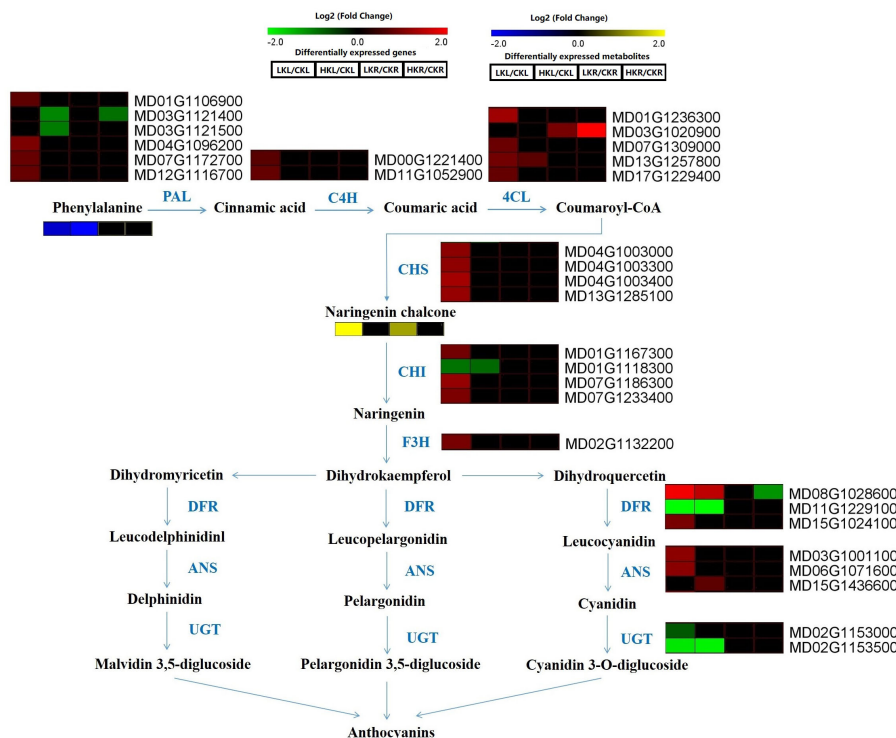 Log2 (Fold Change)
-2.0 0.0 2.0
Differentially expressed genes
LKL/CKL HKL/CKL LKR/CKR HKR/CKR
Log2 (Fold Change)
-2.0 0.0 2.0
Differentially expressed metabolites
LKL/CKL HKL/CKL LKR/CKR HKR/CKR
MD01G1106900
MD03G1121400
MD03G1121500
MD04G1096200
MD07G1172700
MD12G1116700
MD00G1221400
MD11G1052900
MD01G1236300
MD03G1020900
MD07G1309000
MD13G1257800
MD17G1229400
Phenylalanine PAL Cinnamic acid C4H Coumaric acid 4CL Coumaroyl-CoA
CHS
MD04G1003000
MD04G1003300
MD04G1003400
MD13G1285100
Naringenin chalcone
CHI
MD01G1167300
MD01G1118300
MD07G1186300
MD07G1233400
Naringenin
F3H MD02G1132200
Dihydromyricetin Dihydrokaempferol Dihydroquercetin
DFR DFR DFR
MD08G1028600
MD11G1229100
MD15G1024100
Leucodelphinidinl Leucopelargonidin Leucocyanidin
ANS ANS ANS
MD03G1001100
MD06G1071600
MD15G1436600
Delphinidin Pelargonidin Cyanidin
UGT UGT UGT
MD02G1153000
MD02G1153500
Malvidin 3,5-diglucoside Pelargonidin 3,5-diglucoside Cyanidin 3-O-diglucoside
Anthocvanins